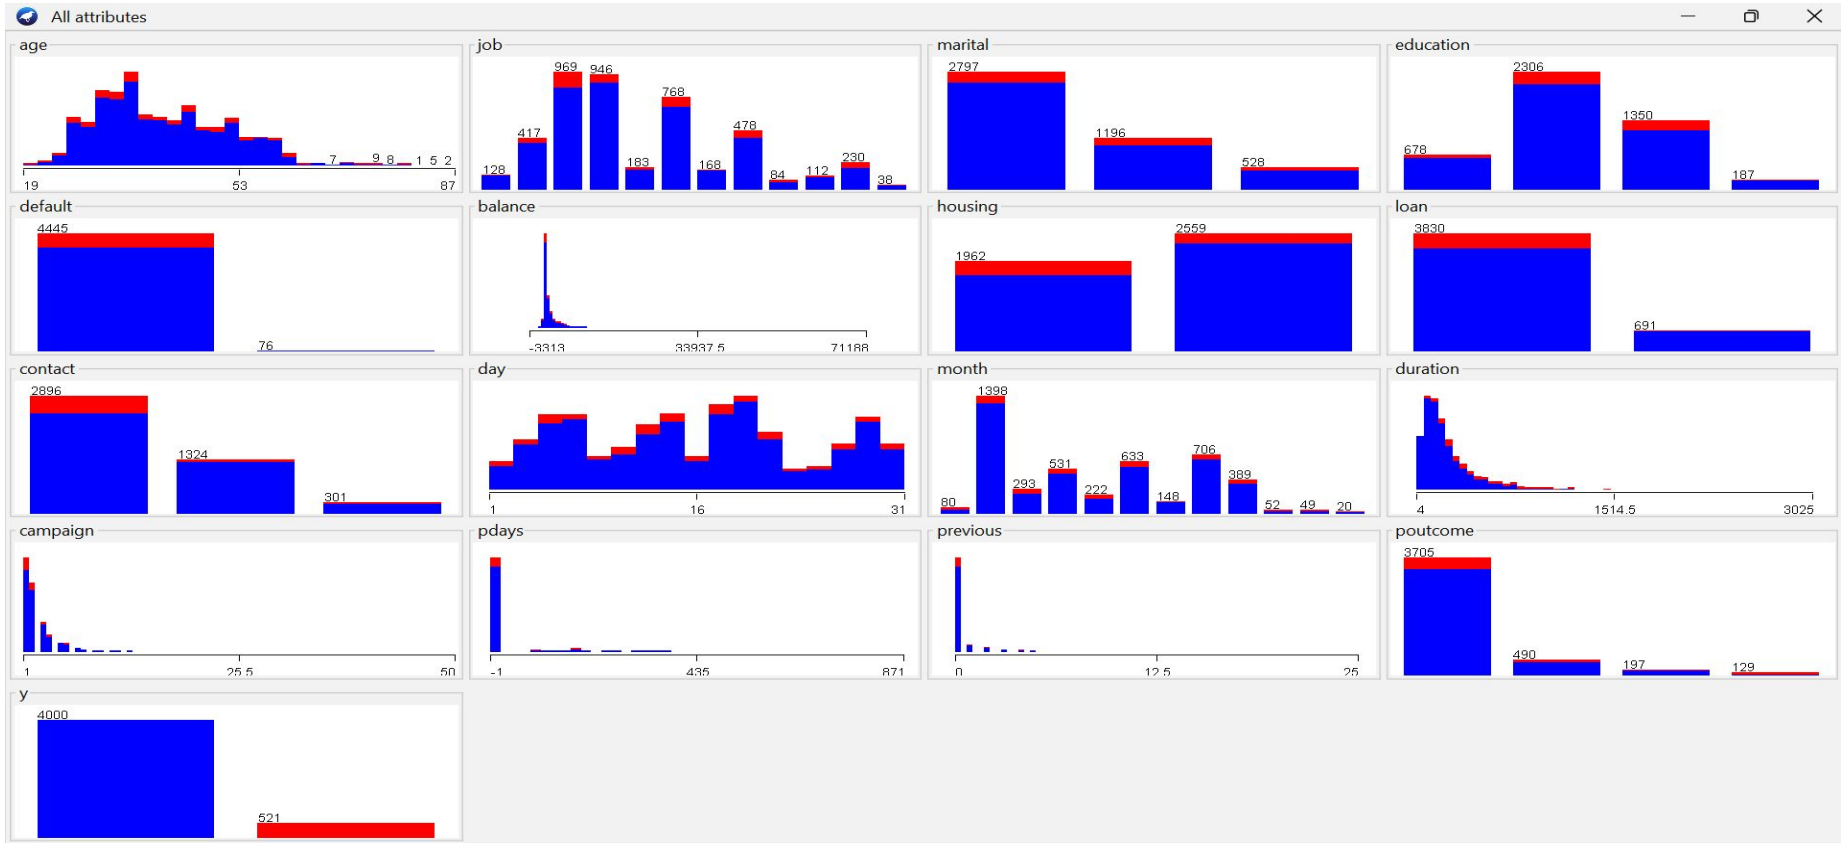 All attributes
age
7 9 8 1 5 2
19 53 87
job
128 417 969 946 183 768 168 478 84 112 230 38
marital
2797 1196 528
education
678 2306 1350 187
default
4445 76
balance
-3313 33937.5 71188
housing
1962 2559
loan
3830 691
contact
2896 1324 301
day
1 16 31
month
80 1398 293 531 222 633 148 706 389 52 49 20
duration
4 1514.5 3025
campaign
1 25.5 50
pdays
-1 435 871
previous
0 12.5 25
poutcome
3705 490 197 129
y
4000 521